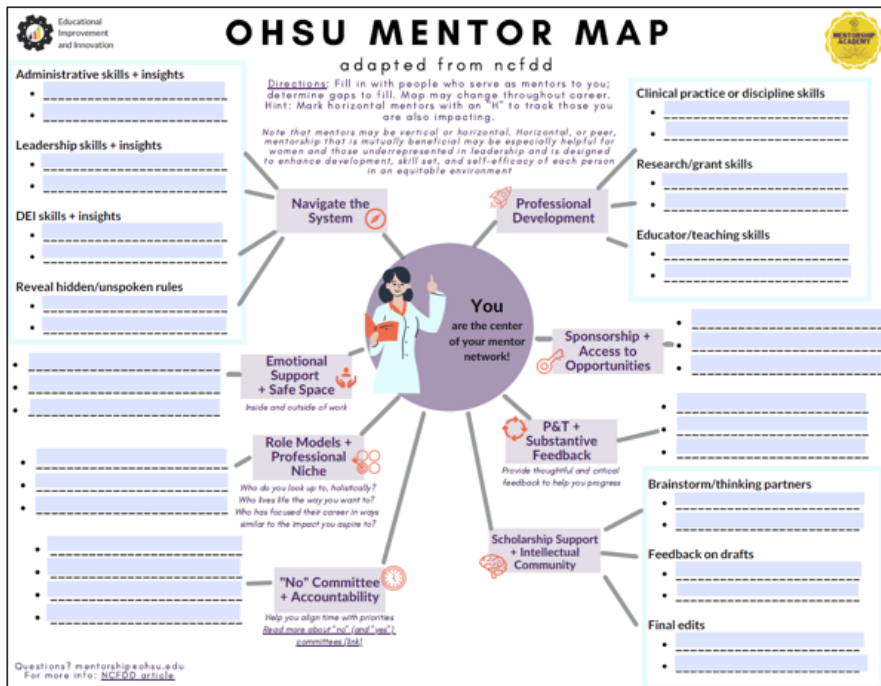 Educational
Improvement
and Innovation
OHSU MENTOR MAP
MENTORSHIP
ACADEMY
adapted from ncfdd
Directions: Fill in with people who serve as mentors to you;
determine gaps to fill. Map may change throughout career.
Hint: Mark horizontal mentors with an "H" to track those you
are also impacting.
Note that mentors may be vertical or horizontal. Horizontal, or peer,
mentorship that is mutually beneficial may be especially helpful for
women and those underrepresented in leadership and is designed
to enhance development, skill set, and self-efficacy of each person
in an equitable environment
Administrative skills + insights
Leadership skills + insights
DEI skills + insights
Reveal hidden/unspoken rules
Navigate the
System
Professional
Development
Clinical practice or discipline skills
Research/grant skills
Educator/teaching skills
You
are the center
of your mentor
network!
Emotional
Support
+ Safe Space
Inside and outside of work
Sponsorship +
Access to
Opportunities
Role Models +
Professional
Niche
Who do you look up to, holistically?
Who lives life the way you want to?
Who has focused their career in ways
similar to the impact you aspire to?
P&T +
Substantive
Feedback
Provide thoughtful and critical
feedback to help you progress
"No" Committee
+ Accountability
Help you align time with priorities
Read more about "no" (and "yes")
committees (link)
Scholarship Support
+ Intellectual
Community
Brainstorm/thinking partners
Feedback on drafts
Final edits
Questions? mentorship@ohsu.edu
For more info: NCFDD article